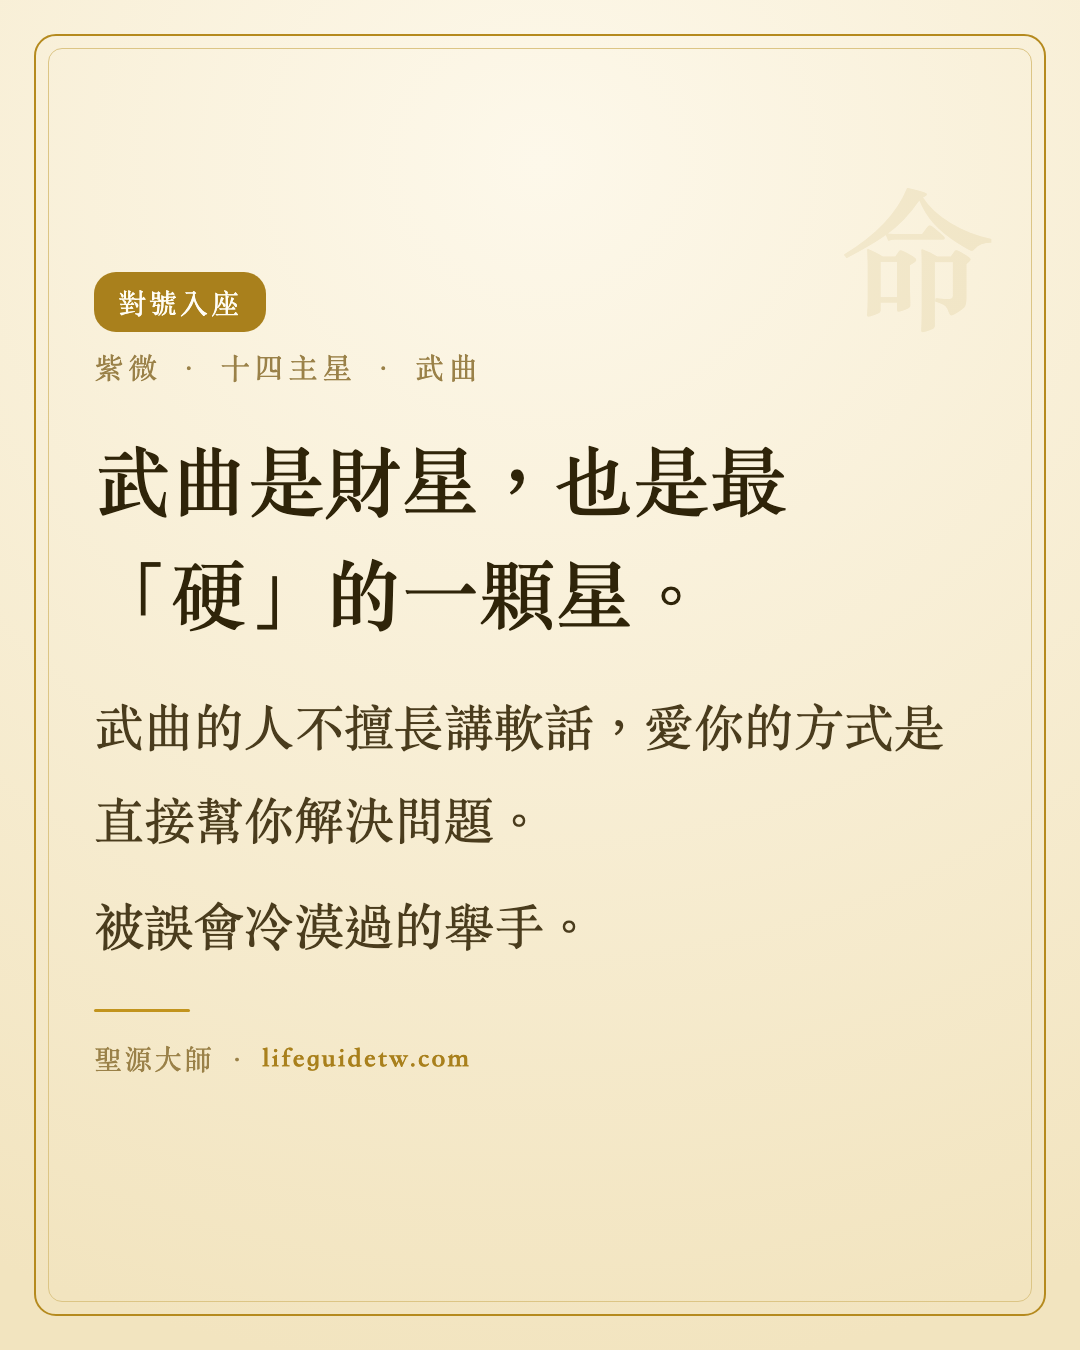 命
對號入座
紫微 · 十四主星 · 武曲
武曲是財星，也是最
「硬」的一顆星。
武曲的人不擅長講軟話，愛你的方式是
直接幫你解決問題。
被誤會冷漠過的舉手。
聖源大師 · lifeguidetw.com